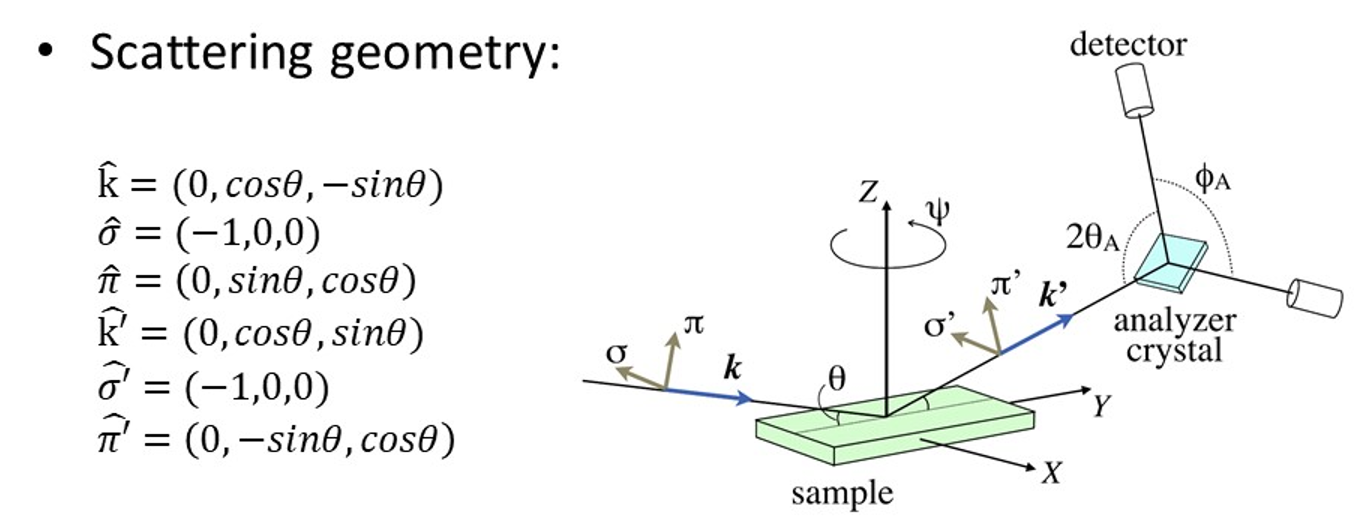 • Scattering geometry:
k̂ = (0, cosθ, −sinθ)
σ̂ = (−1,0,0)
π̂ = (0, sinθ, cosθ)
k̂′ = (0, cosθ, sinθ)
σ̂′ = (−1,0,0)
π̂′ = (0, −sinθ, cosθ)
detector
ϕA
Z
ψ
2θA
π’
k’
σ’
analyzer
crystal
π
σ
k
θ
Y
X
sample